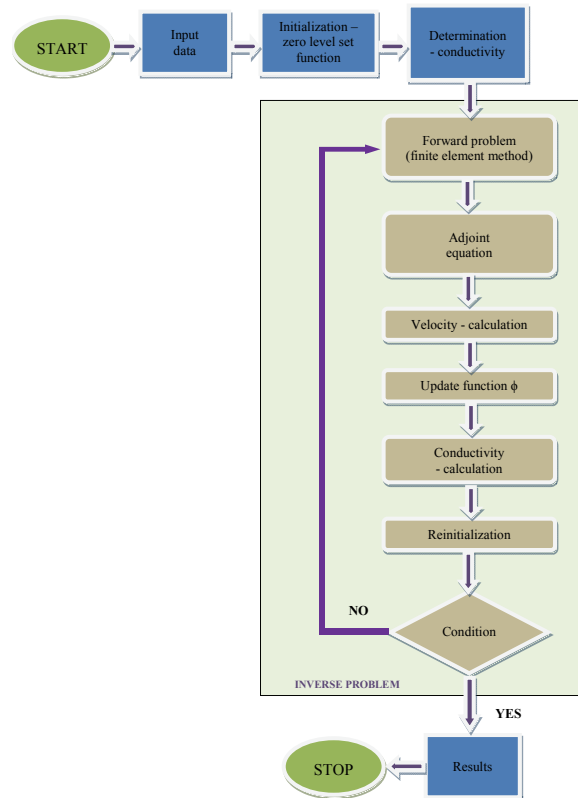 START
Input
data
Initialization –
zero level set
function
Determination
- conductivity
Forward problem
(finite element method)
Adjoint
equation
Velocity - calculation
Update function ϕ
Conductivity
- calculation
Reinitialization
NO
Condition
INVERSE PROBLEM
YES
STOP
Results